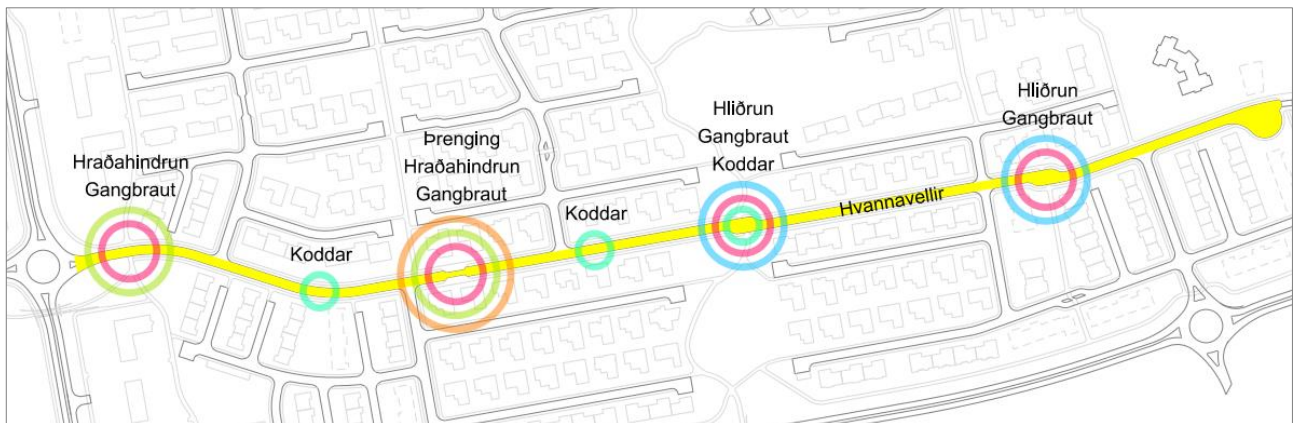 Hraðahindrun
Gangbraut
Koddar
Þrenging
Hraðahindrun
Gangbraut
Koddar
Hliðrun
Gangbraut
Koddar
Hvannavellir
Hliðrun
Gangbraut